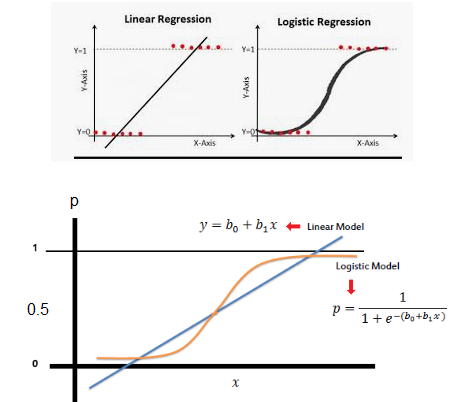 Linear Regression
Logistic Regression
Y=1
Y=1
Y-Axis
Y-Axis
Y=0
Y=0
X-Axis
X-Axis
p
y = b₀ + b₁x
Linear Model
1
Logistic Model
0.5
p = 1 / 1 + e^−(b₀+b₁x)
0
x